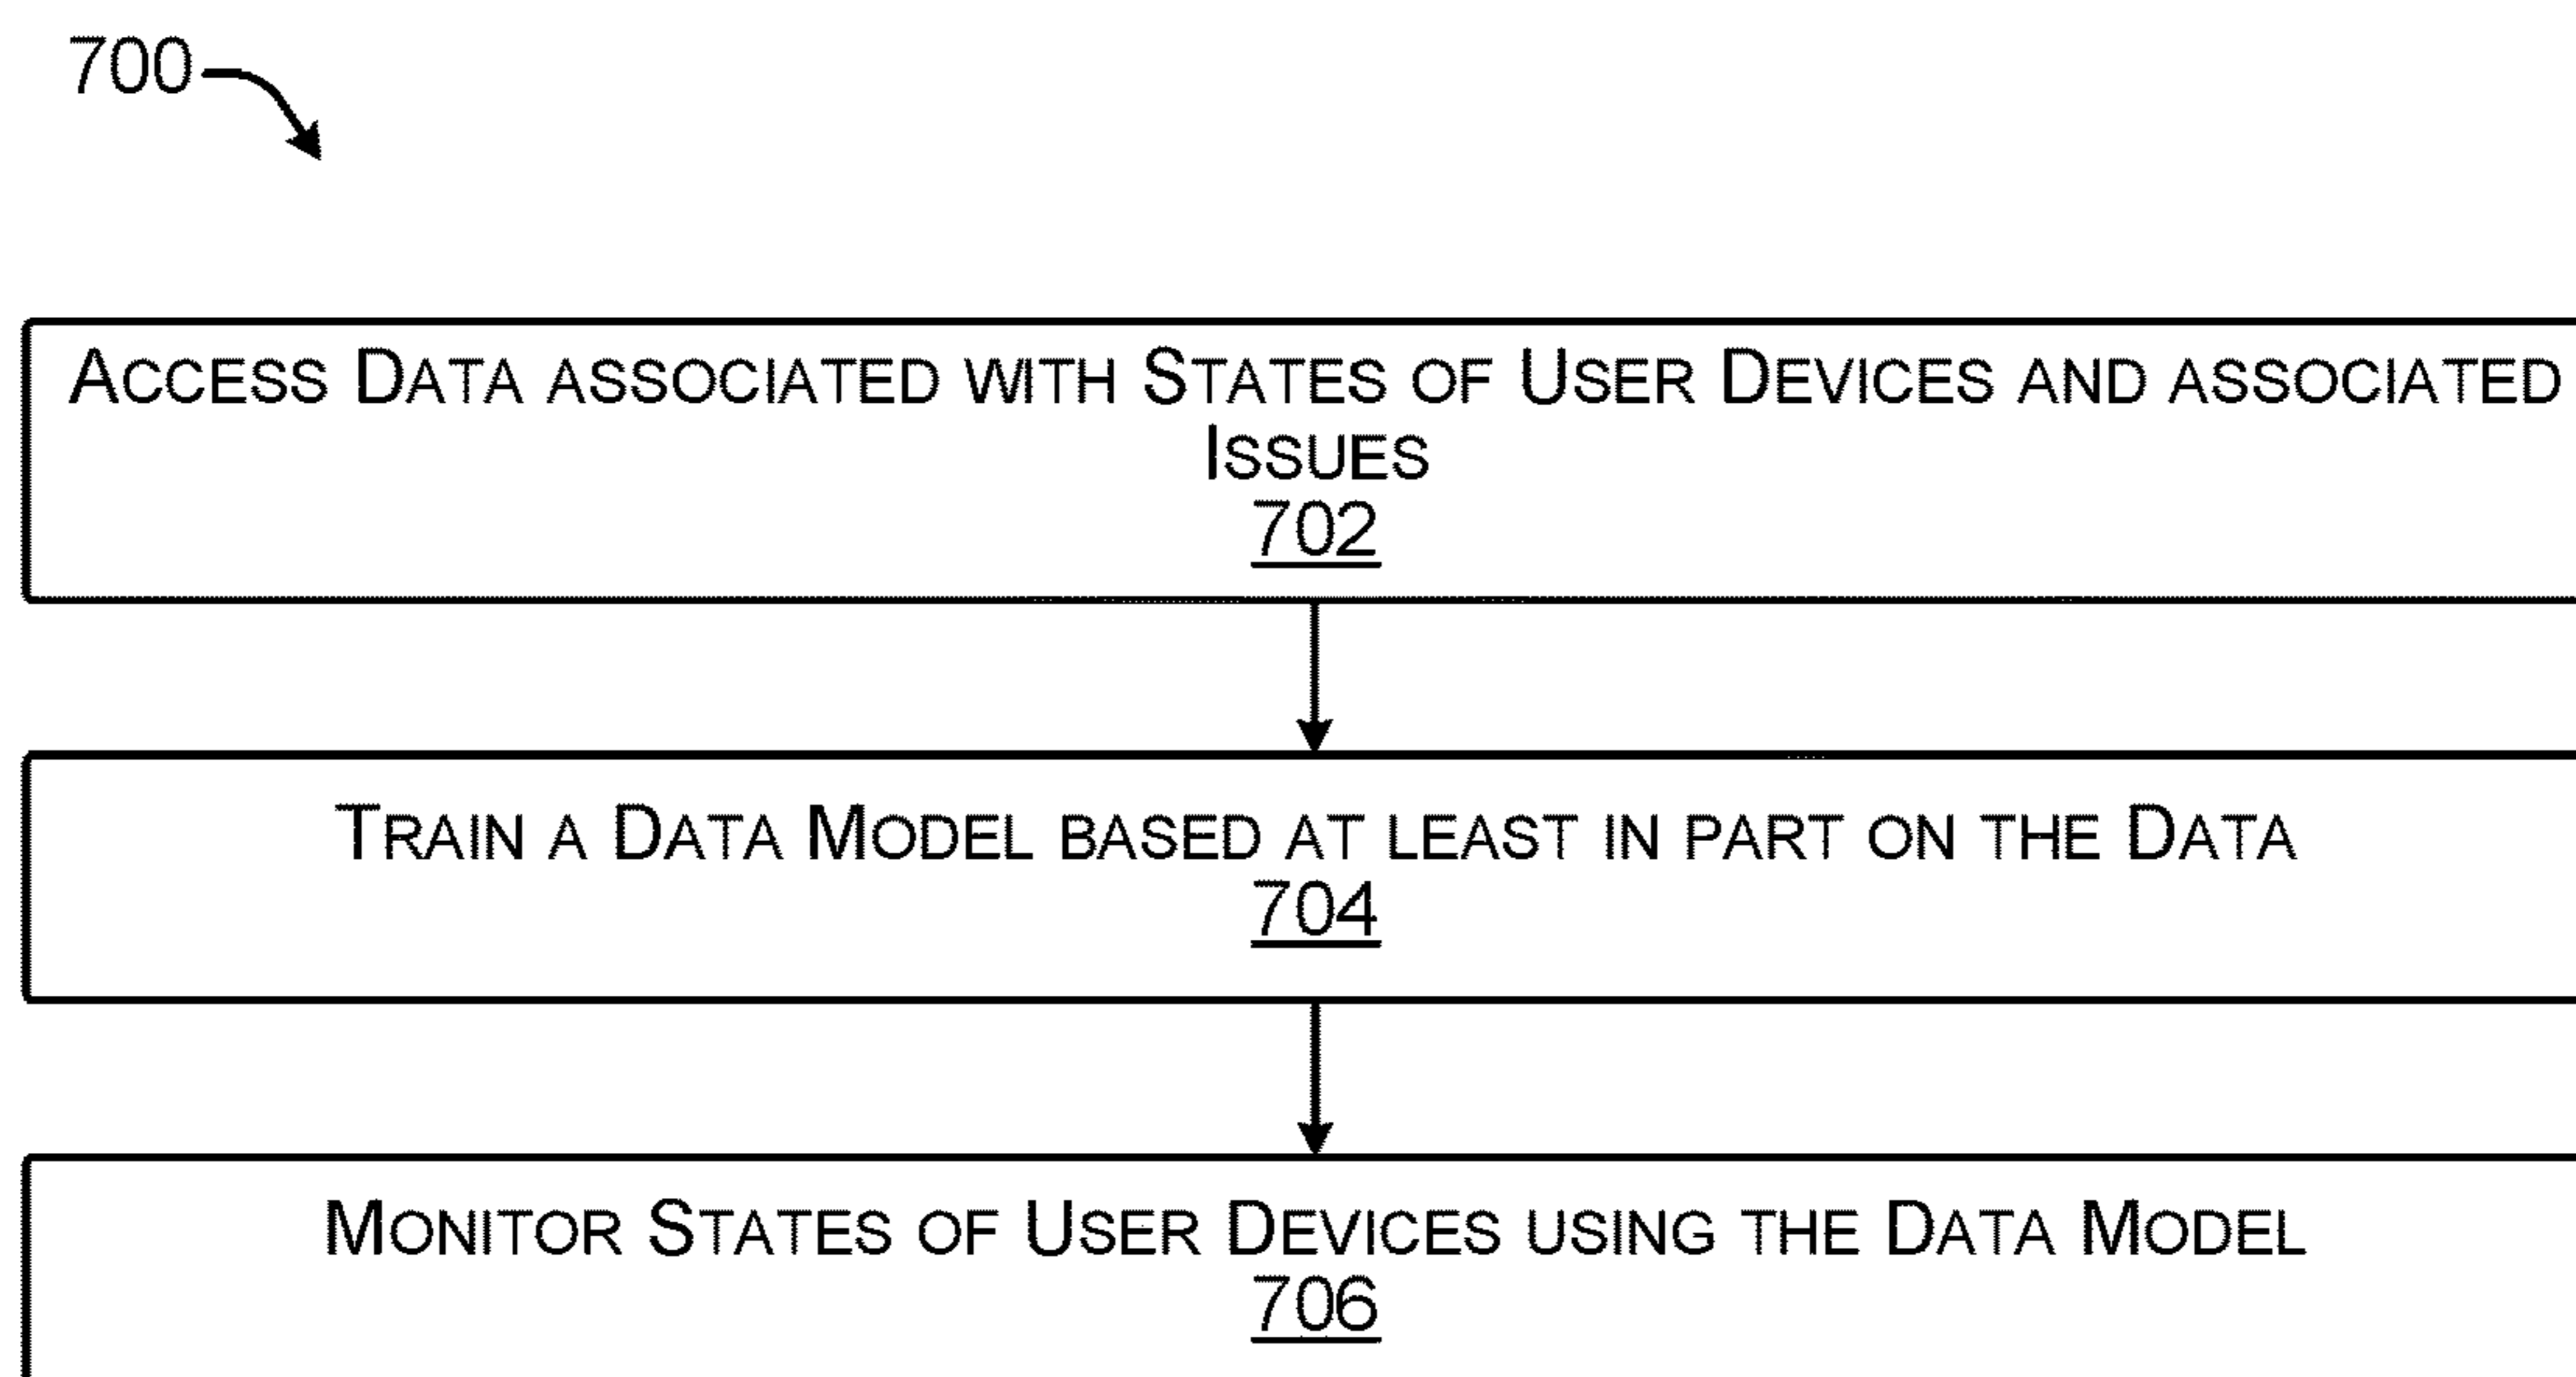 700
Access Data associated with States of User Devices and associated
Issues
702
Train a Data Model based at least in part on the Data
704
Monitor States of User Devices using the Data Model
706